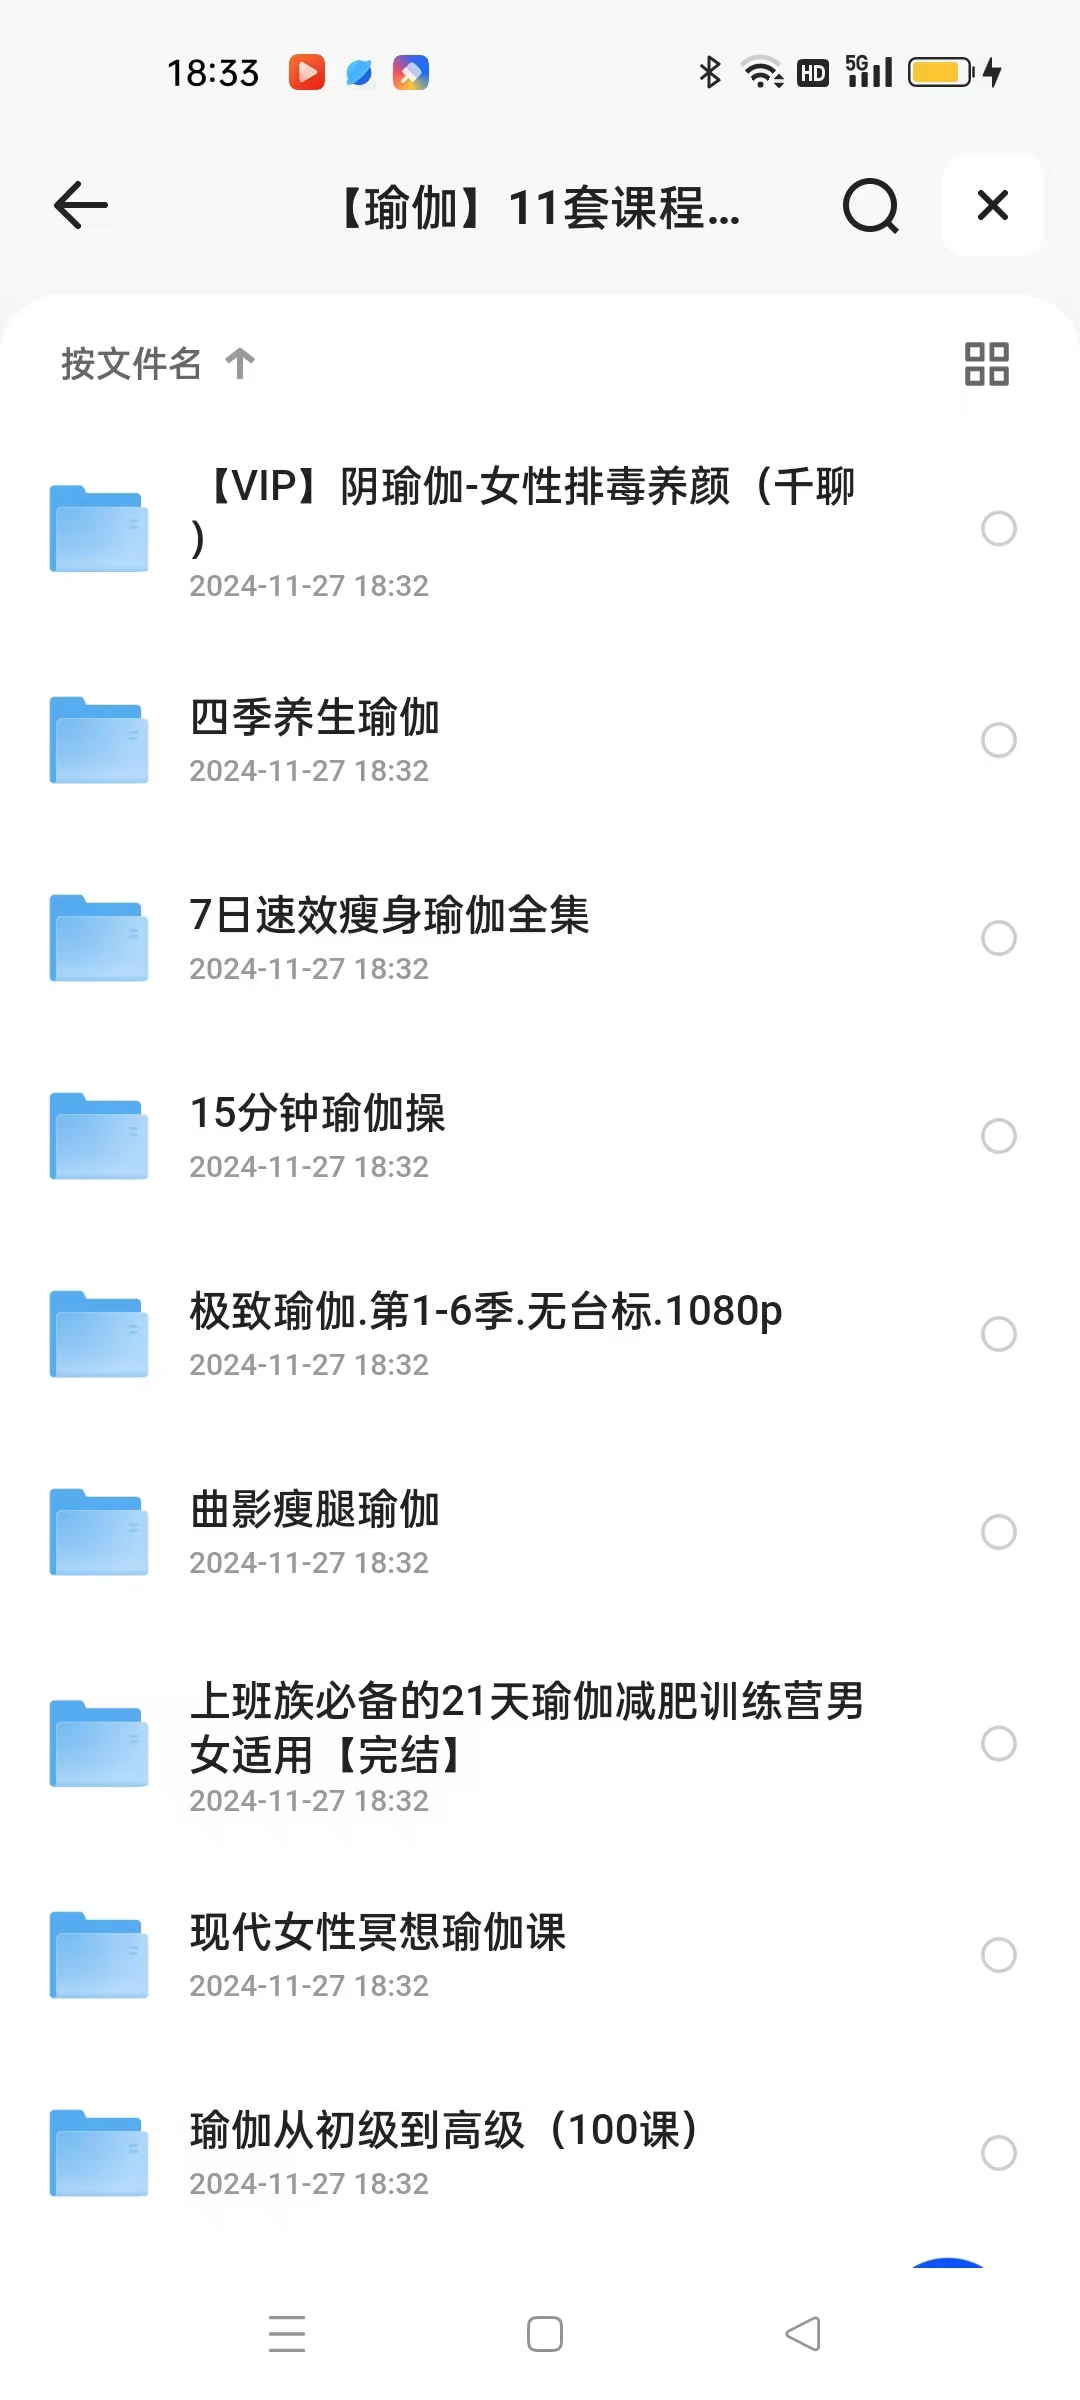 18:33
HD
5G
【瑜伽】11套课程...
按文件名
【VIP】阴瑜伽-女性排毒养颜（千聊
）
2024-11-27 18:32
四季养生瑜伽
2024-11-27 18:32
7日速效瘦身瑜伽全集
2024-11-27 18:32
15分钟瑜伽操
2024-11-27 18:32
极致瑜伽.第1-6季.无台标.1080p
2024-11-27 18:32
曲影瘦腿瑜伽
2024-11-27 18:32
上班族必备的21天瑜伽减肥训练营男
女适用【完结】
2024-11-27 18:32
现代女性冥想瑜伽课
2024-11-27 18:32
瑜伽从初级到高级（100课）
2024-11-27 18:32